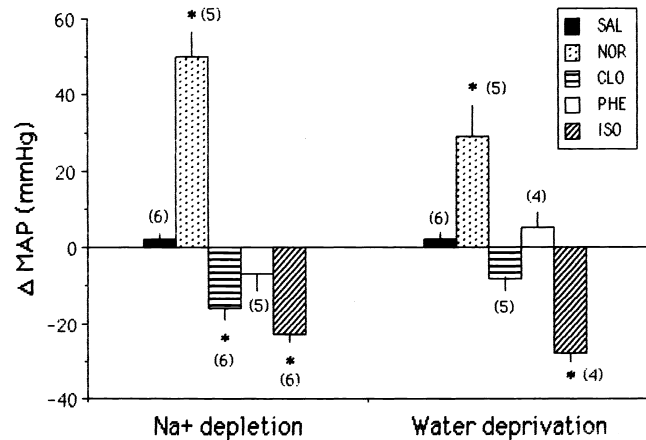 60
40
20
0
-20
-40
Δ MAP (mmHg)
* (5)
(6)
* (6)
(5)
* (6)
* (5)
(6)
(5)
(4)
* (4)
SAL
NOR
CLO
PHE
ISO
Na+ depletion
Water deprivation